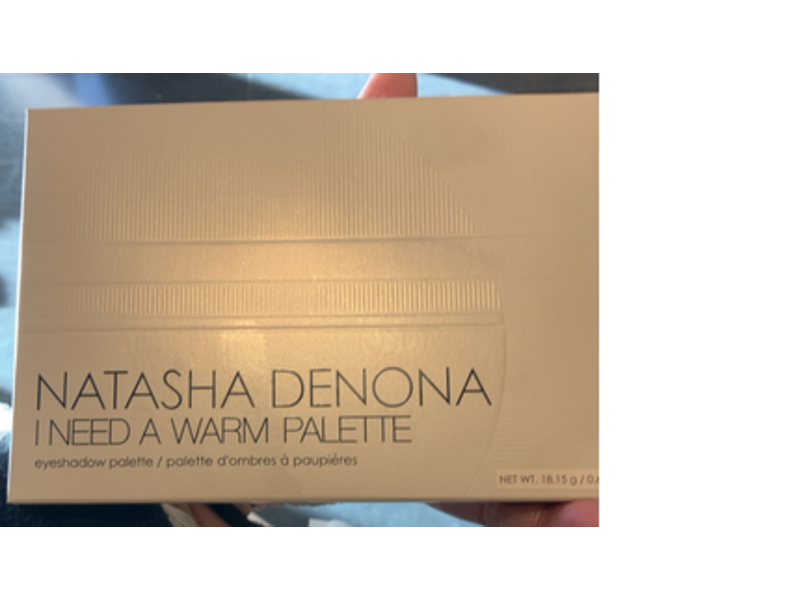 NATASHA DENONA
I NEED A WARM PALETTE
eyeshadow palette / palette d'ombres à paupières
NET WT. 18.15 g /